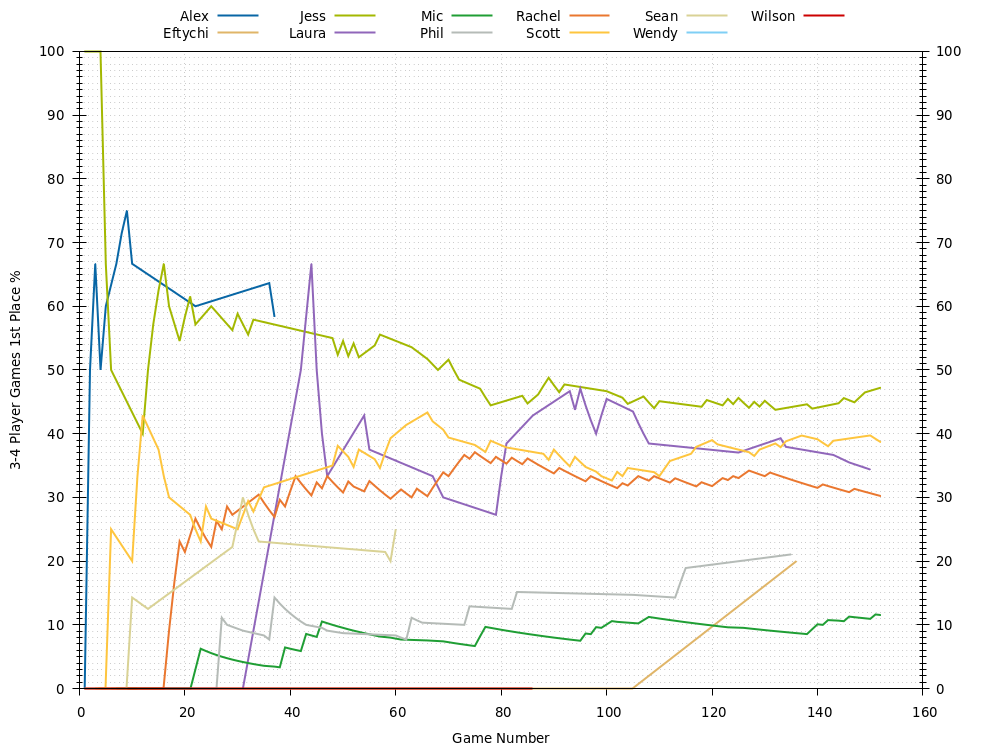 Alex Jess Mic Rachel Sean Wilson
Eftychi Laura Phil Scott Wendy
100 100
90 90
80 80
70 70
60 60
50 50
40 40
30 30
20 20
10 10
0 0
0 20 40 60 80 100 120 140 160
3-4 Player Games 1st Place %
Game Number